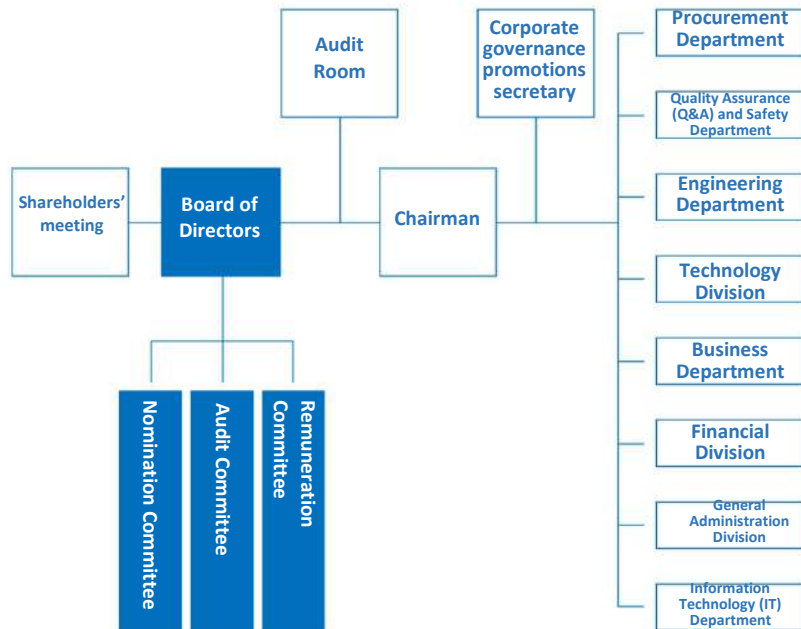 Audit
Room
Corporate
governance
promotions
secretary
Shareholders’
meeting
Board of
Directors
Chairman
Nomination Committee
Audit Committee
Remuneration
Committee
Procurement
Department
Quality Assurance
(Q&A) and Safety
Department
Engineering
Department
Technology
Division
Business
Department
Financial
Division
General
Administration
Division
Information
Technology (IT)
Department